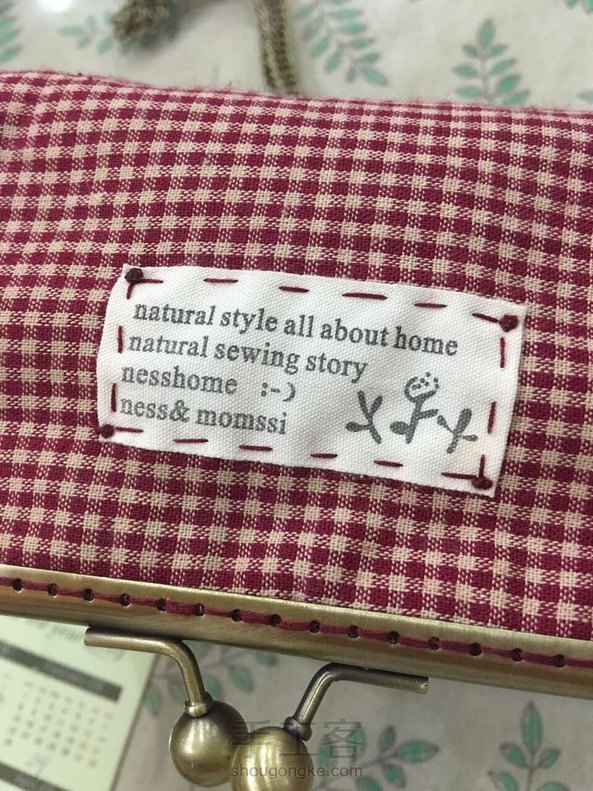 natural style all about home
natural sewing story
nesshome :-)
ness& momssi
手工客
shougongke.com